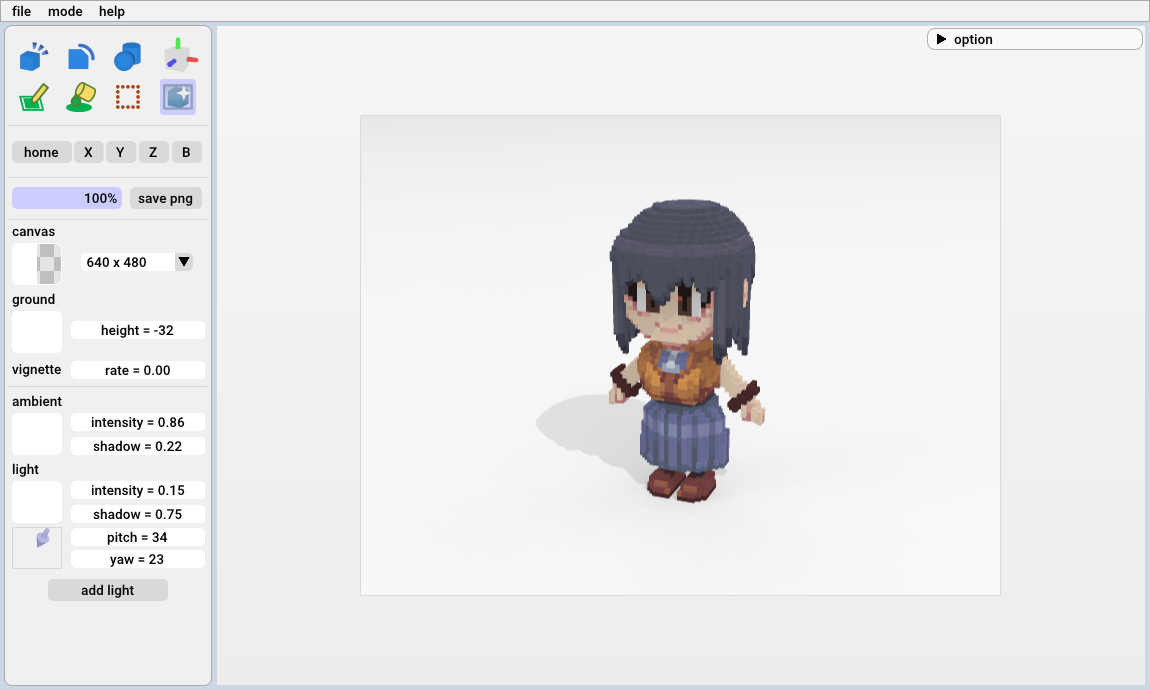 file mode help
option
home X Y Z B
100% save png
canvas
640 x 480
ground
height = -32
vignette rate = 0.00
ambient
intensity = 0.86
shadow = 0.22
light
intensity = 0.15
shadow = 0.75
pitch = 34
yaw = 23
add light